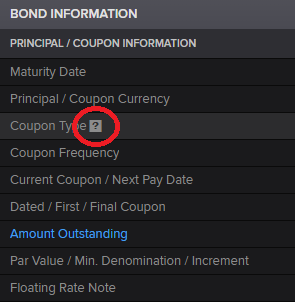 BOND INFORMATION
PRINCIPAL / COUPON INFORMATION
Maturity Date
Principal / Coupon Currency
Coupon Type ?
Coupon Frequency
Current Coupon / Next Pay Date
Dated / First / Final Coupon
Amount Outstanding
Par Value / Min. Denomination / Increment
Floating Rate Note